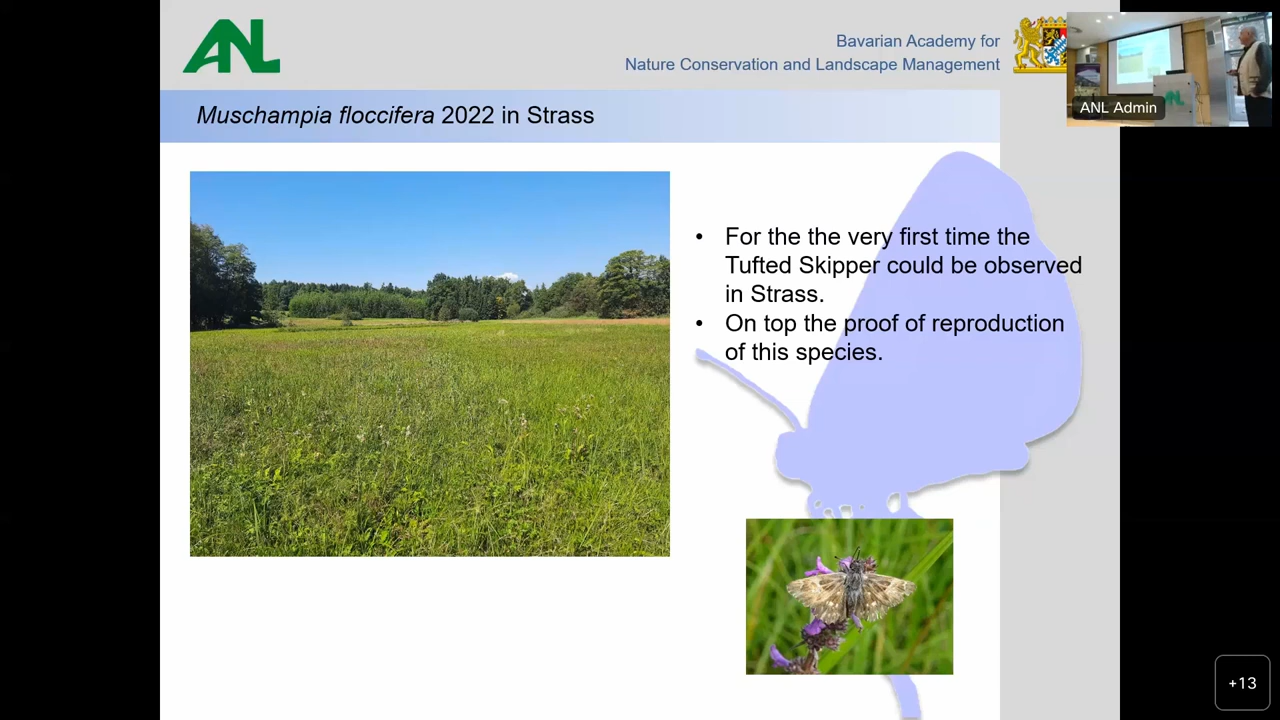 ANL
Bavarian Academy for
Nature Conservation and Landscape Management
ANL Admin
Muschampia floccifera 2022 in Strass
• For the the very first time the
Tufted Skipper could be observed
in Strass.
• On top the proof of reproduction
of this species.
+13